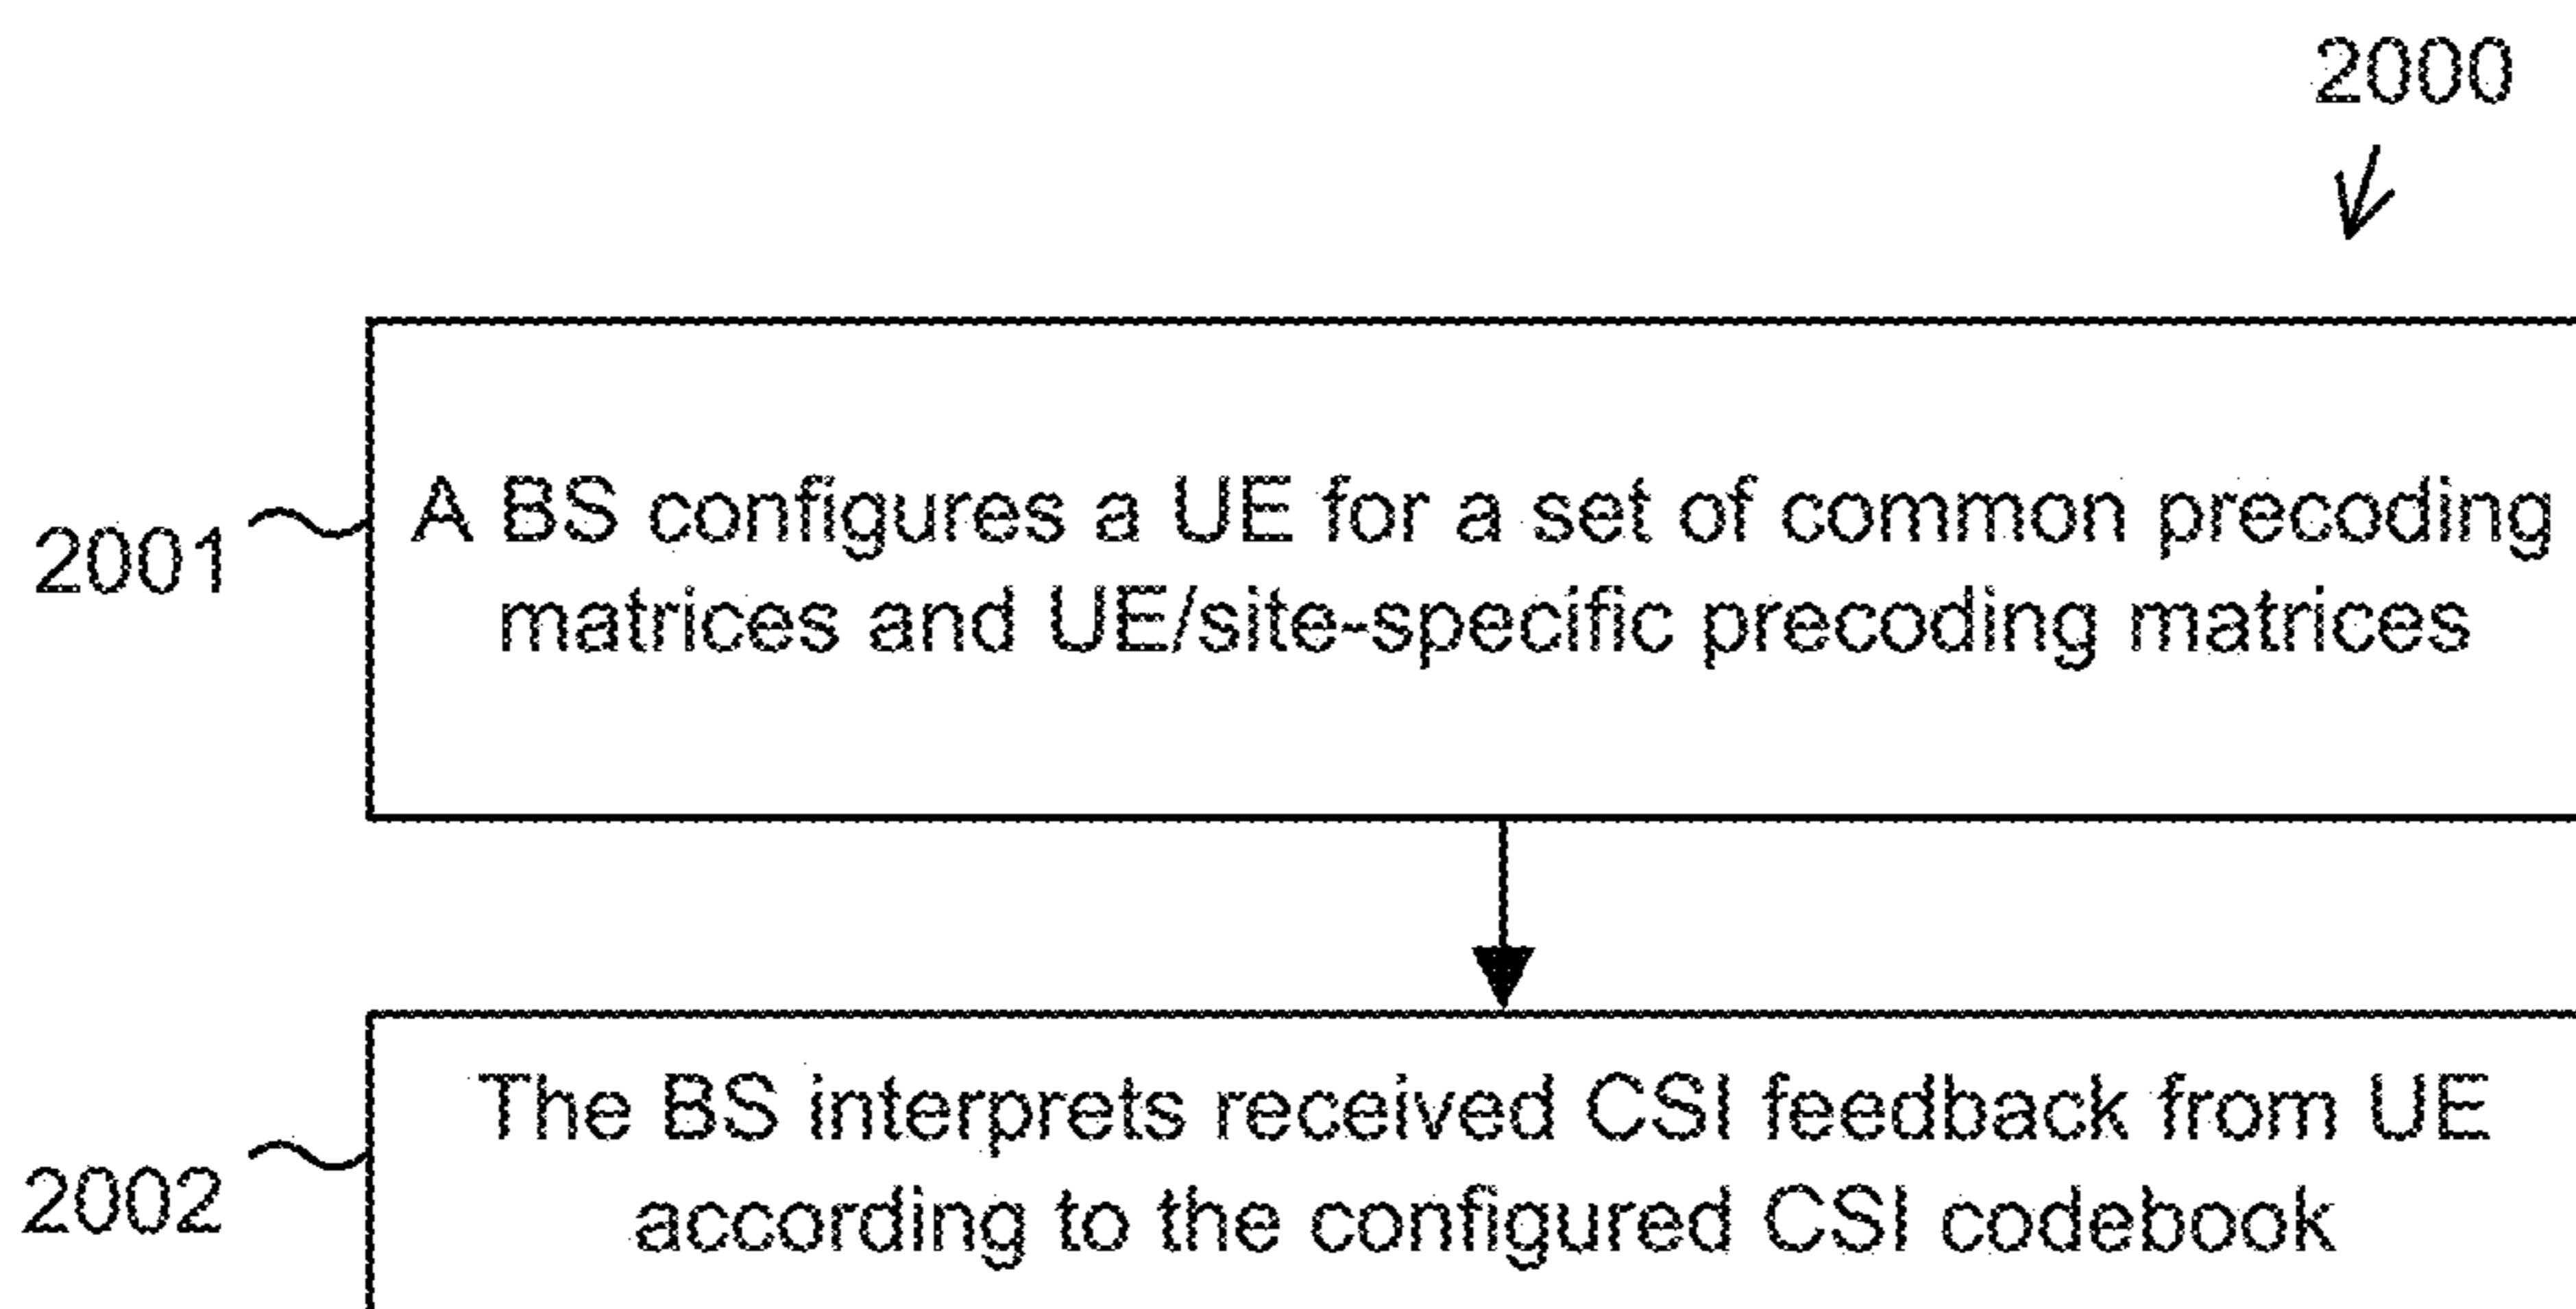 2000
2001
A BS configures a UE for a set of common precoding
matrices and UE/site-specific precoding matrices
2002
The BS interprets received CSI feedback from UE
according to the configured CSI codebook